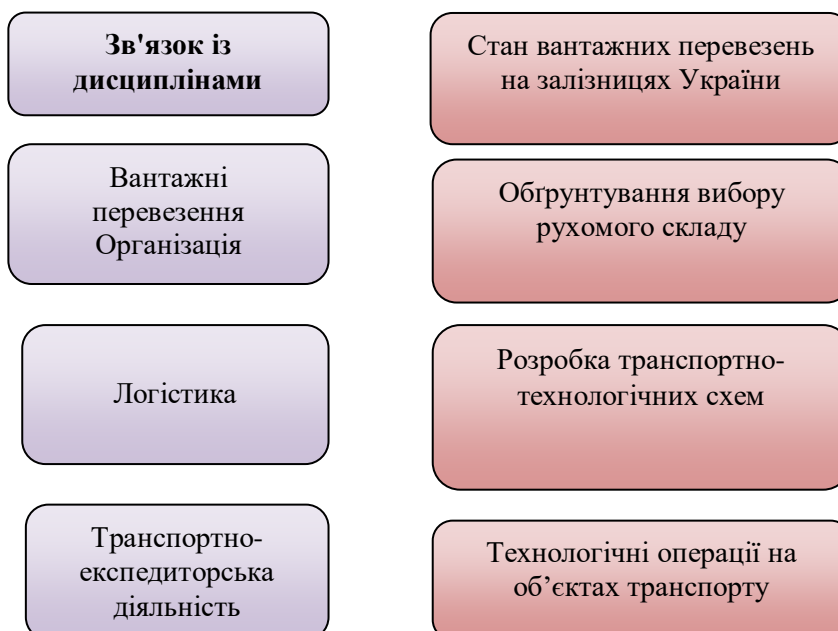 Зв'язок із
дисциплінами
Вантажні
перевезення
Організація
Логістика
Транспортно-
експедиторська
діяльність
Стан вантажних перевезень
на залізницях України
Обґрунтування вибору
рухомого складу
Розробка транспортно-
технологічних схем
Технологічні операції на
об’єктах транспорту